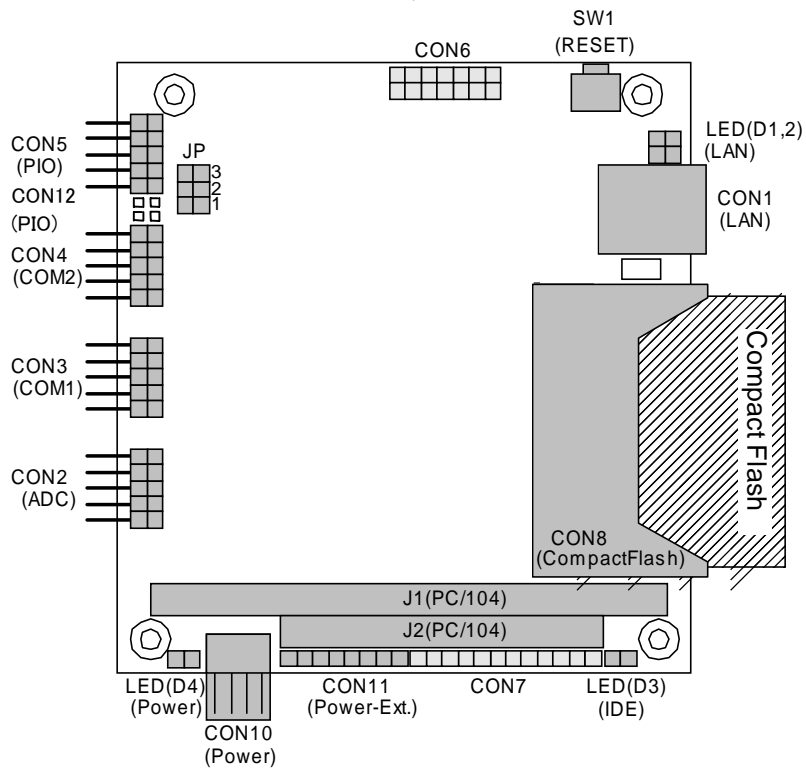 SW1
(RESET)
CON6
LED(D1,2)
(LAN)
CON5
(PIO)
JP
3
2
1
CON12
(PIO)
CON1
(LAN)
CON4
(COM2)
CON3
(COM1)
Compact Flash
CON2
(ADC)
CON8
(CompactFlash)
J1(PC/104)
J2(PC/104)
LED(D4)
(Power)
CON11
(Power-Ext.)
CON7
LED(D3)
(IDE)
CON10
(Power)